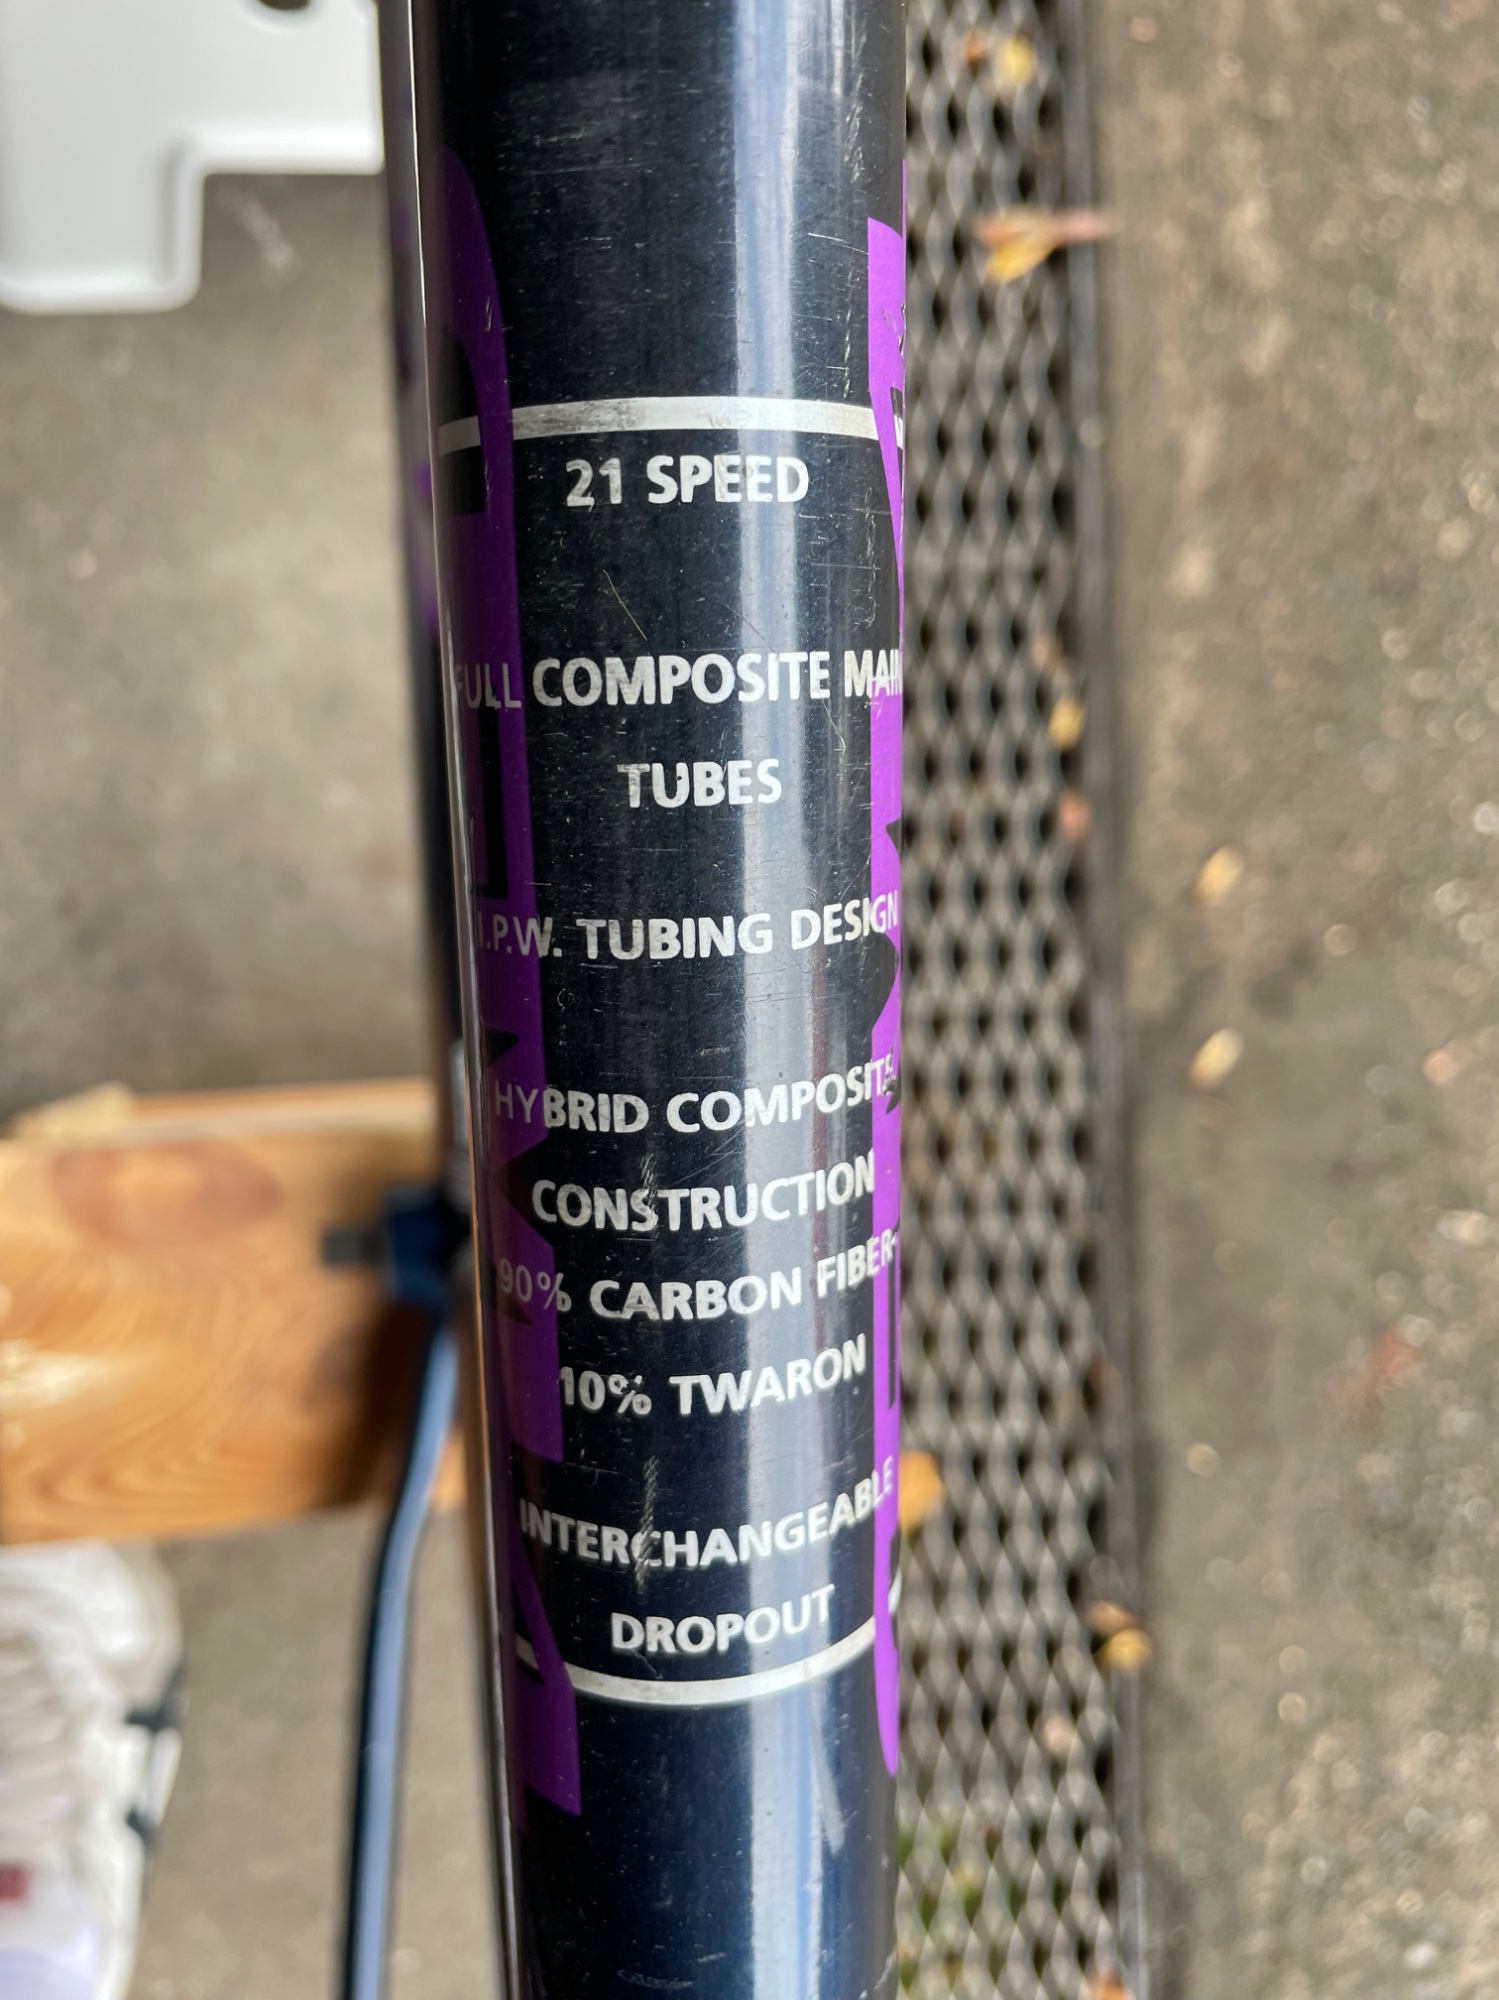 21 SPEED
FULL COMPOSITE MAIN
TUBES
I.P.W. TUBING DESIGN
HYBRID COMPOSITE
CONSTRUCTION
90% CARBON FIBER-
10% TWARON
INTERCHANGEABLE
DROPOUT